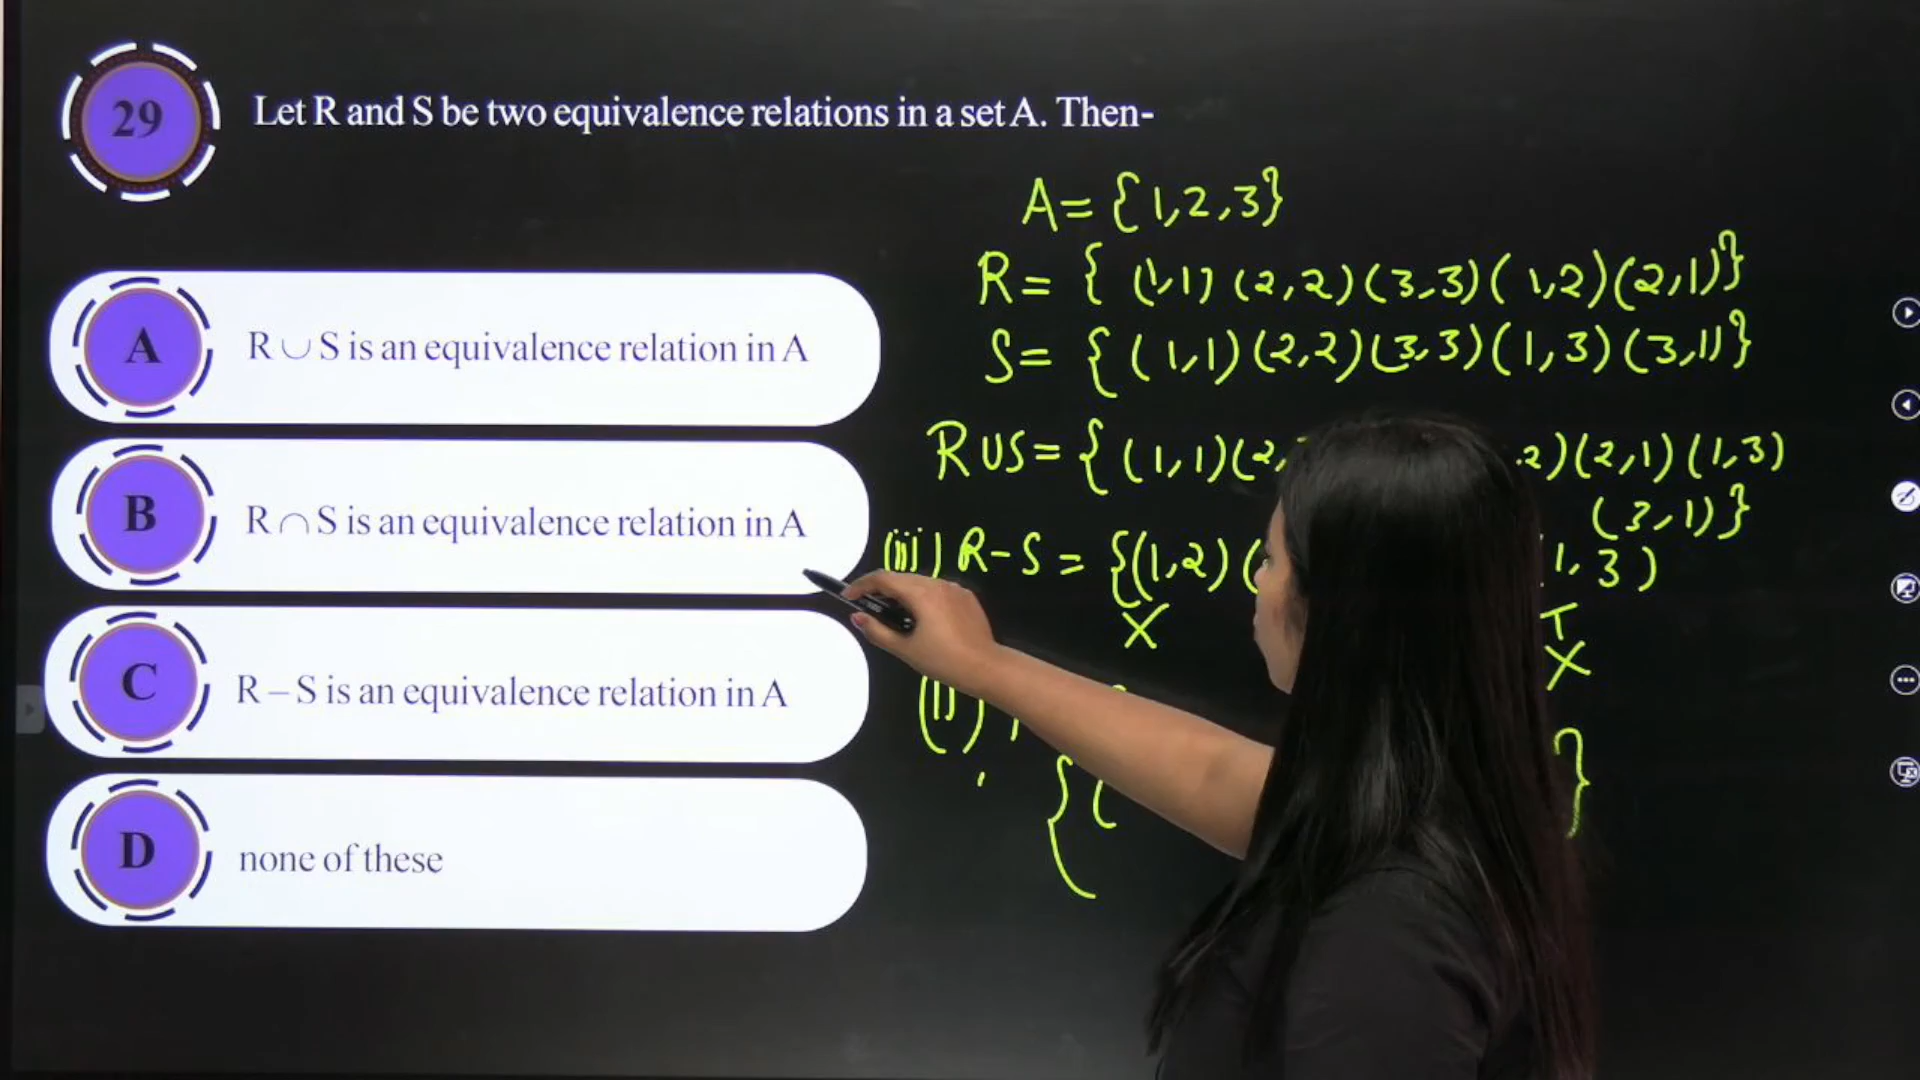 29
Let R and S be two equivalence relations in a set A. Then-
A
R ∪ S is an equivalence relation in A
B
R ∩ S is an equivalence relation in A
C
R – S is an equivalence relation in A
D
none of these
A = {1,2,3}
R = { (1,1) (2,2) (3,3) (1,2) (2,1)}
S = { (1,1) (2,2) (3,3) (1,3) (3,1)}
R∪S = { (1,1) (2, 2) (2,1) (1,3)
(3,1)}
(iii) R-S = {(1,2) ( 1, 3 )
X T
X
{ ( }